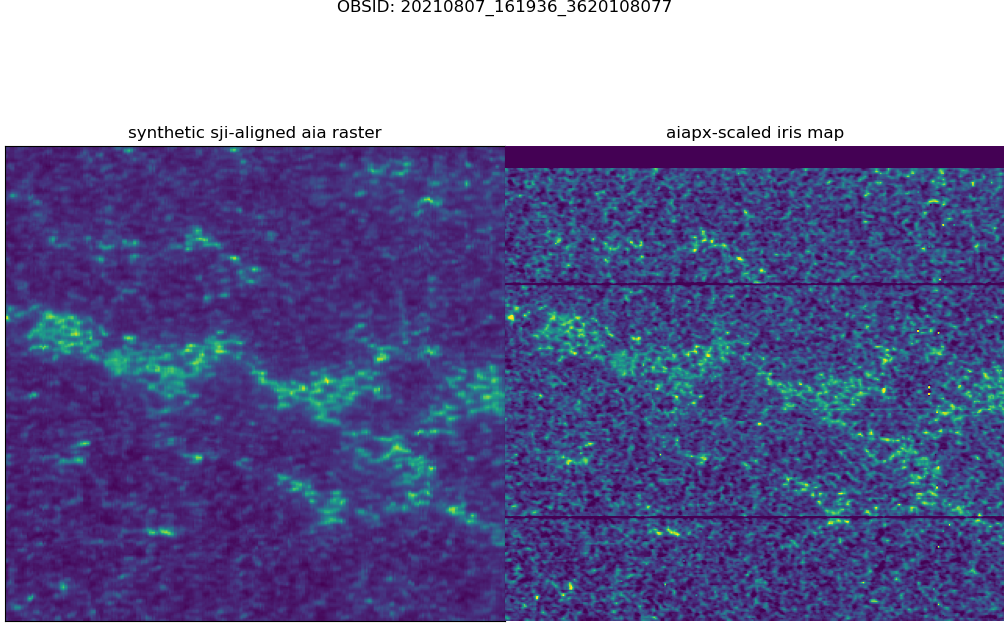 OBSID: 20210807_161936_3620108077
synthetic sji-aligned aia raster
aiapx-scaled iris map